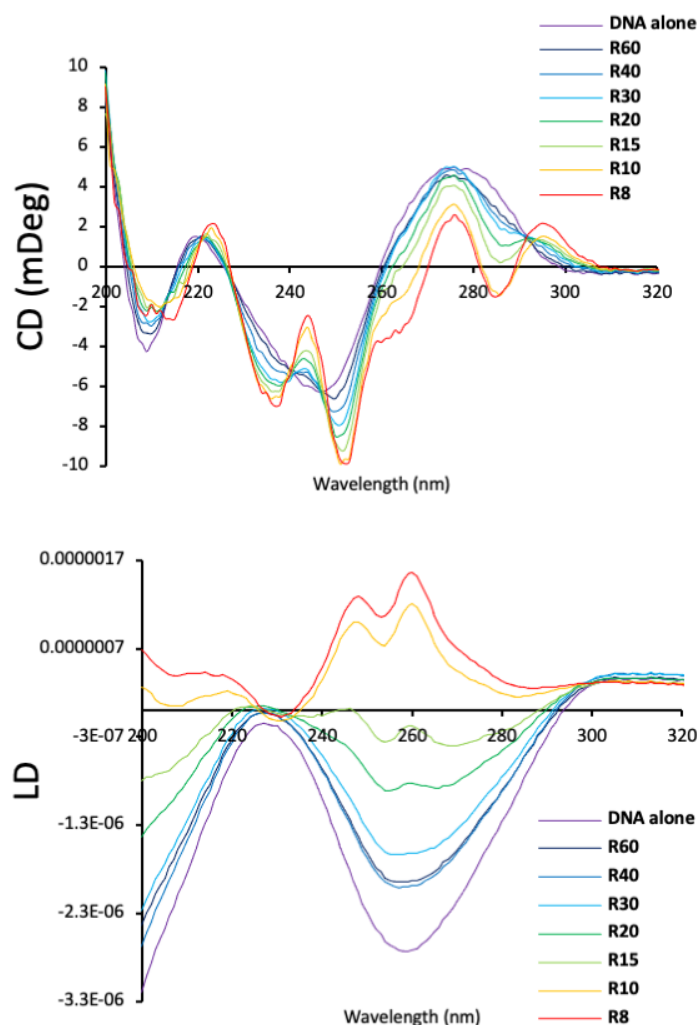 DNA alone
R60
R40
R30
R20
R15
R10
R8
10
8
6
4
2
0
-2
-4
-6
-8
-10
CD (mDeg)
200 220 240 260 280 300 320
Wavelength (nm)
0.0000017
0.0000007
-3E-07
-1.3E-06
-2.3E-06
-3.3E-06
LD
200 220 240 260 280 300 320
DNA alone
R60
R40
R30
R20
R15
R10
R8
Wavelength (nm)